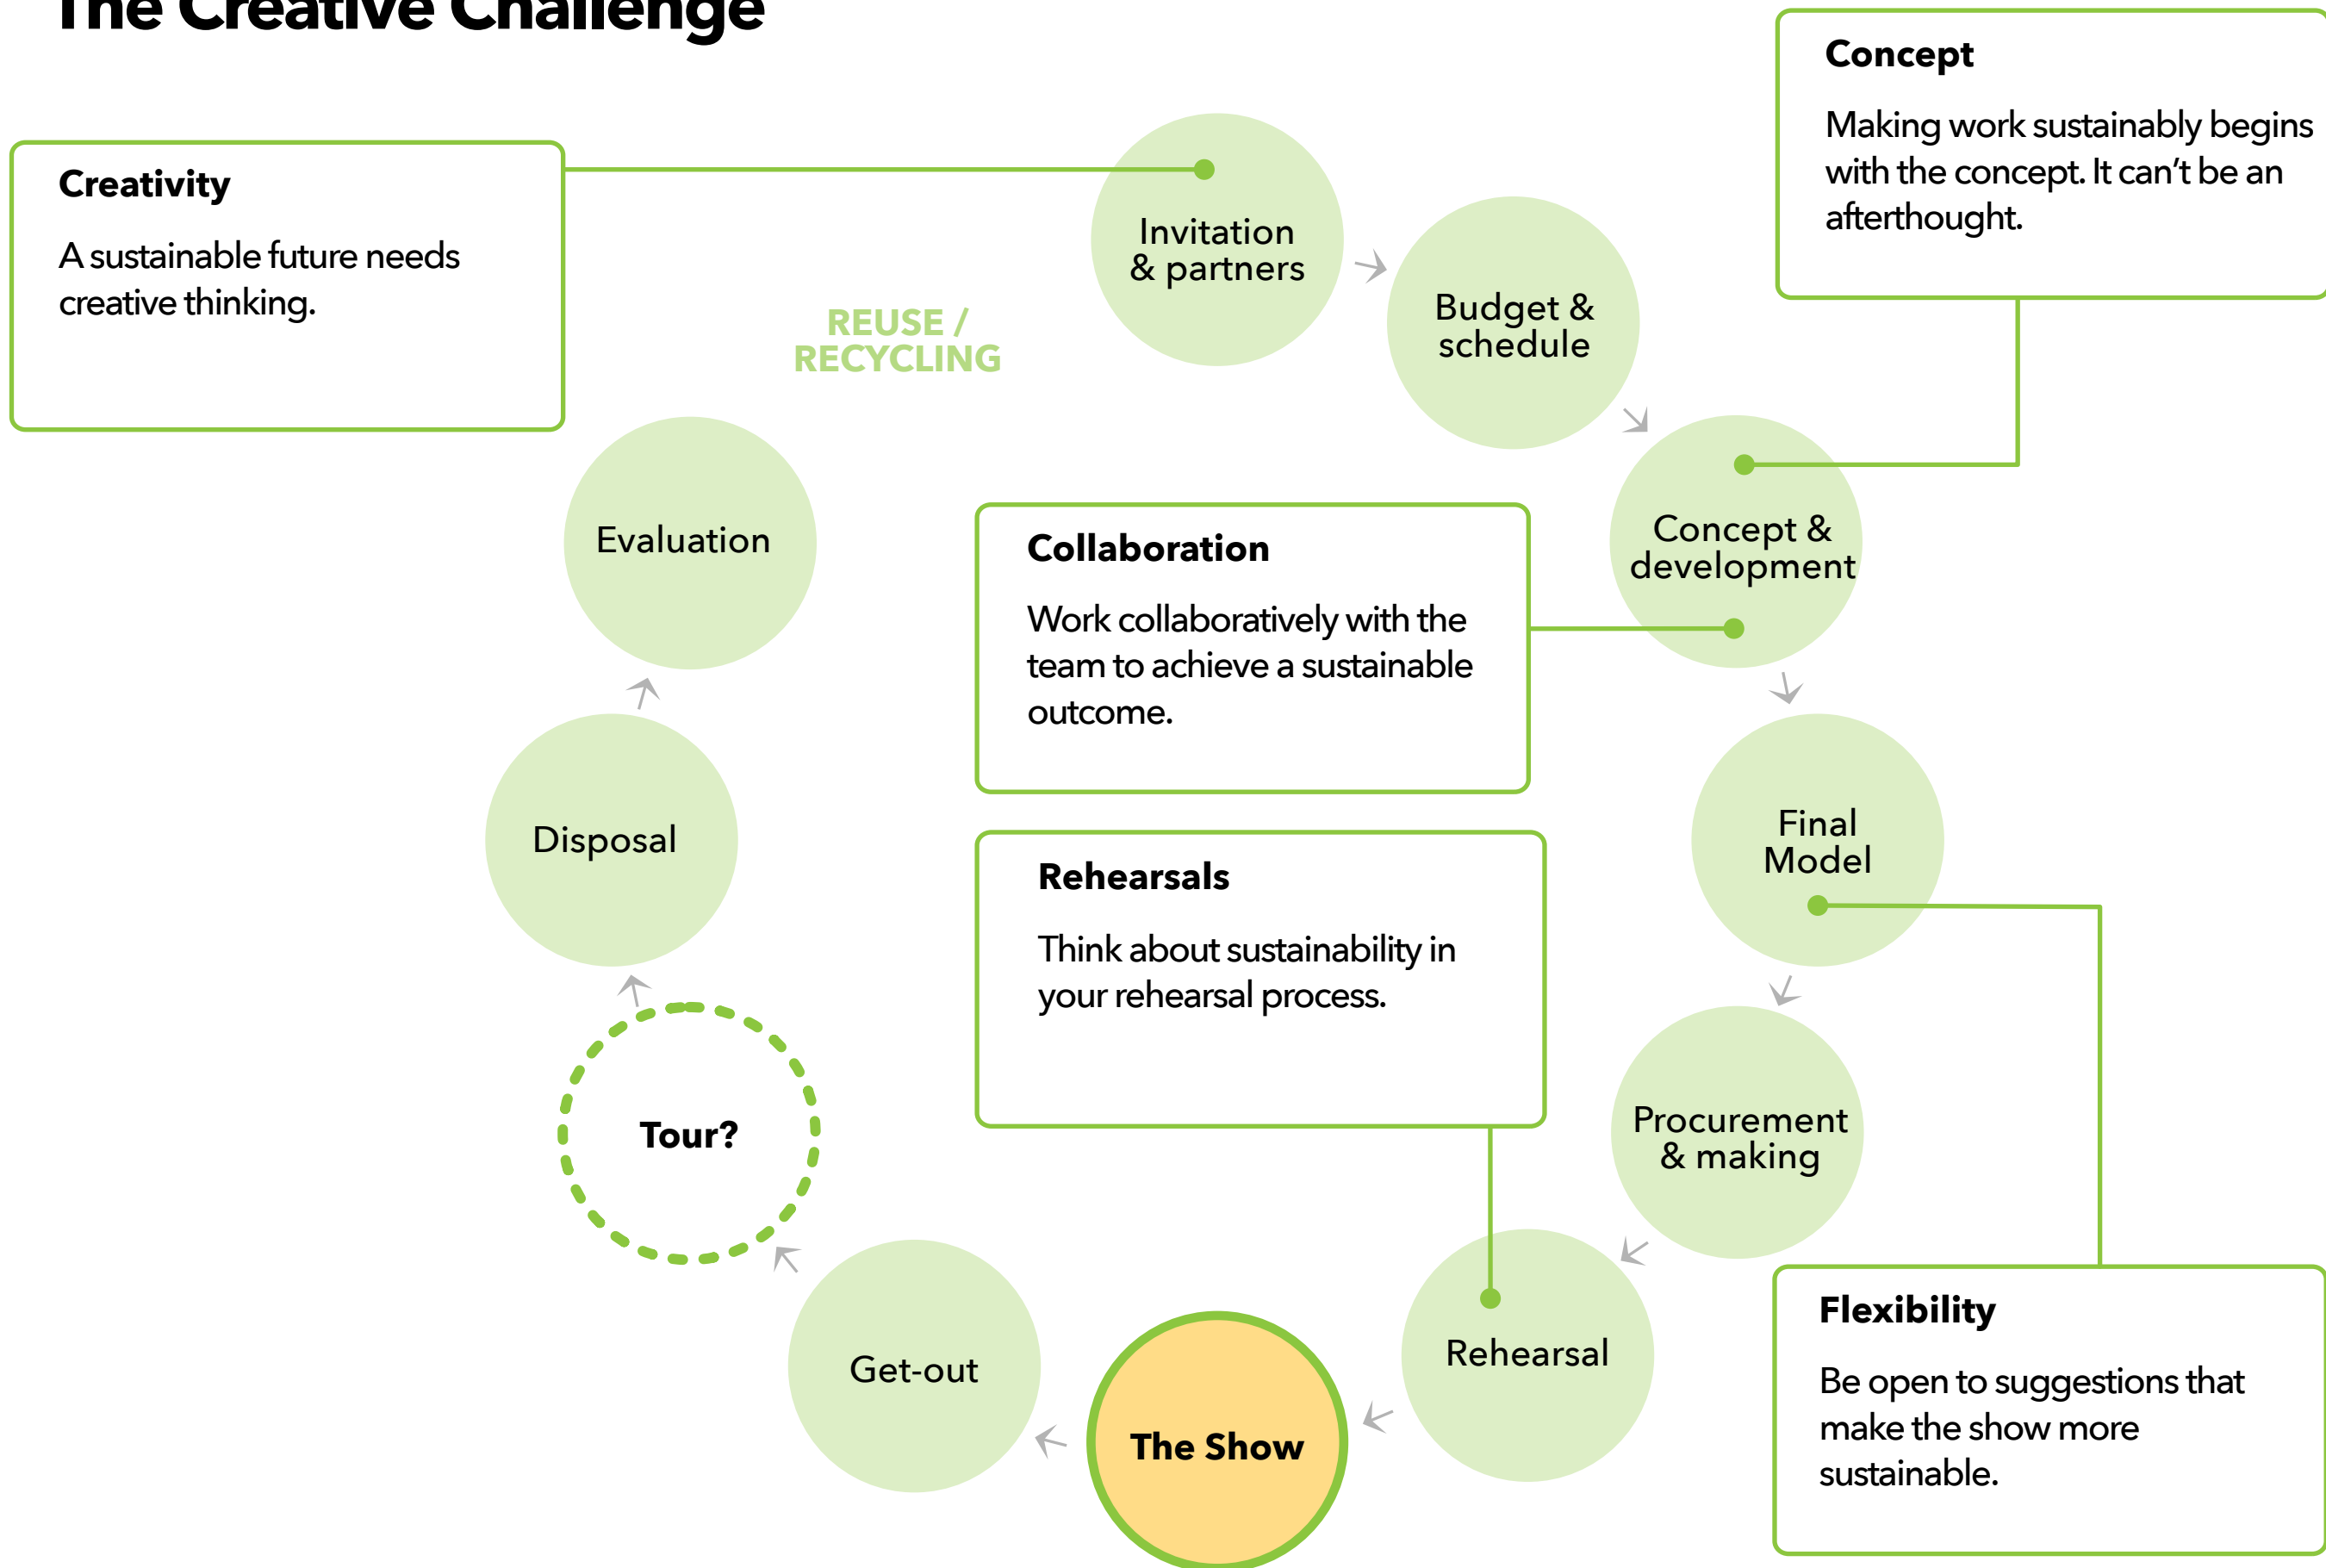 The Creative Challenge
Creativity
A sustainable future needs
creative thinking.
REUSE /
RECYCLING
Invitation
& partners
Budget &
schedule
Concept
Making work sustainably begins
with the concept. It can’t be an
afterthought.
Concept &
development
Collaboration
Work collaboratively with the
team to achieve a sustainable
outcome.
Final
Model
Flexibility
Be open to suggestions that
make the show more
sustainable.
Procurement
& making
Rehearsals
Think about sustainability in
your rehearsal process.
Rehearsal
The Show
Get-out
Tour?
Disposal
Evaluation